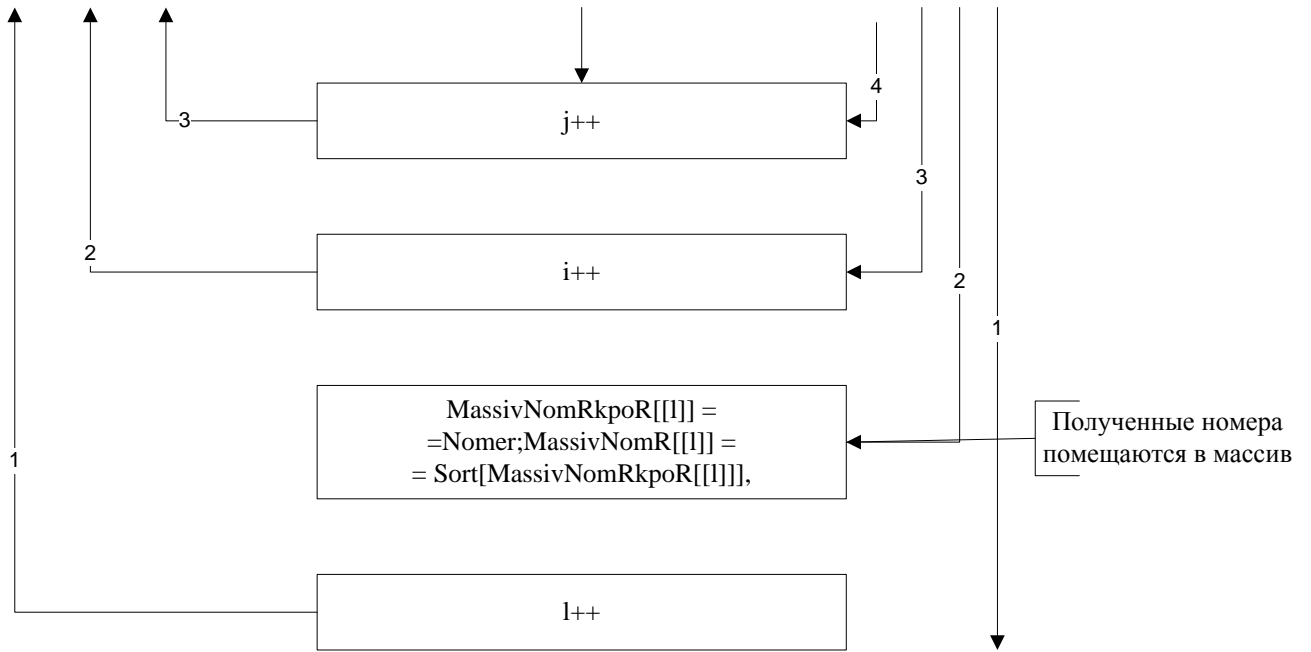 4
j++
3
3
i++
2
2
1
MassivNomRkpoR[[l]] =
=Nomer;MassivNomR[[l]] =
= Sort[MassivNomRkpoR[[l]]],
Полученные номера
помещаются в массив
1
l++